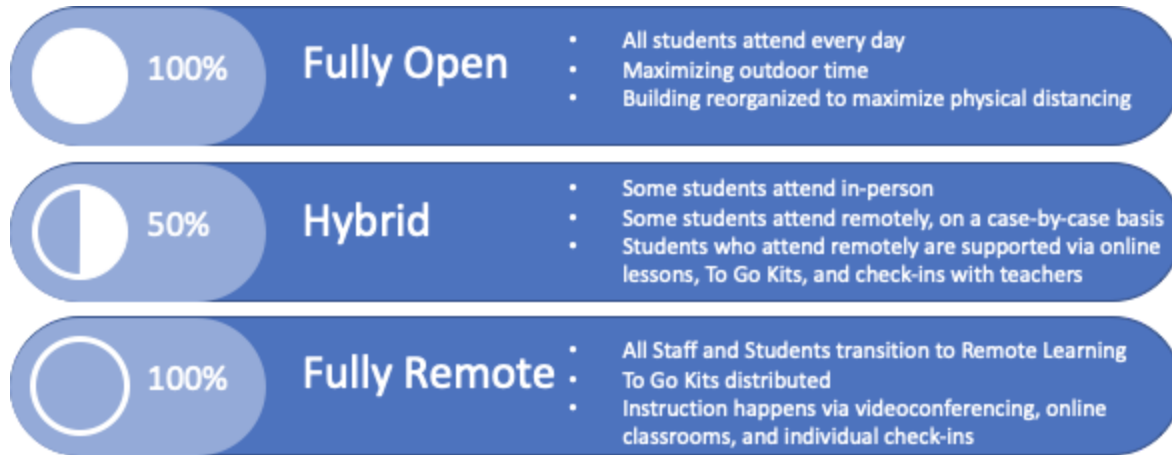 100%
Fully Open
• All students attend every day
• Maximizing outdoor time
• Building reorganized to maximize physical distancing
50%
Hybrid
• Some students attend in-person
• Some students attend remotely, on a case-by-case basis
• Students who attend remotely are supported via online
lessons, To Go Kits, and check-ins with teachers
100%
Fully Remote
• All Staff and Students transition to Remote Learning
• To Go Kits distributed
• Instruction happens via videoconferencing, online
classrooms, and individual check-ins